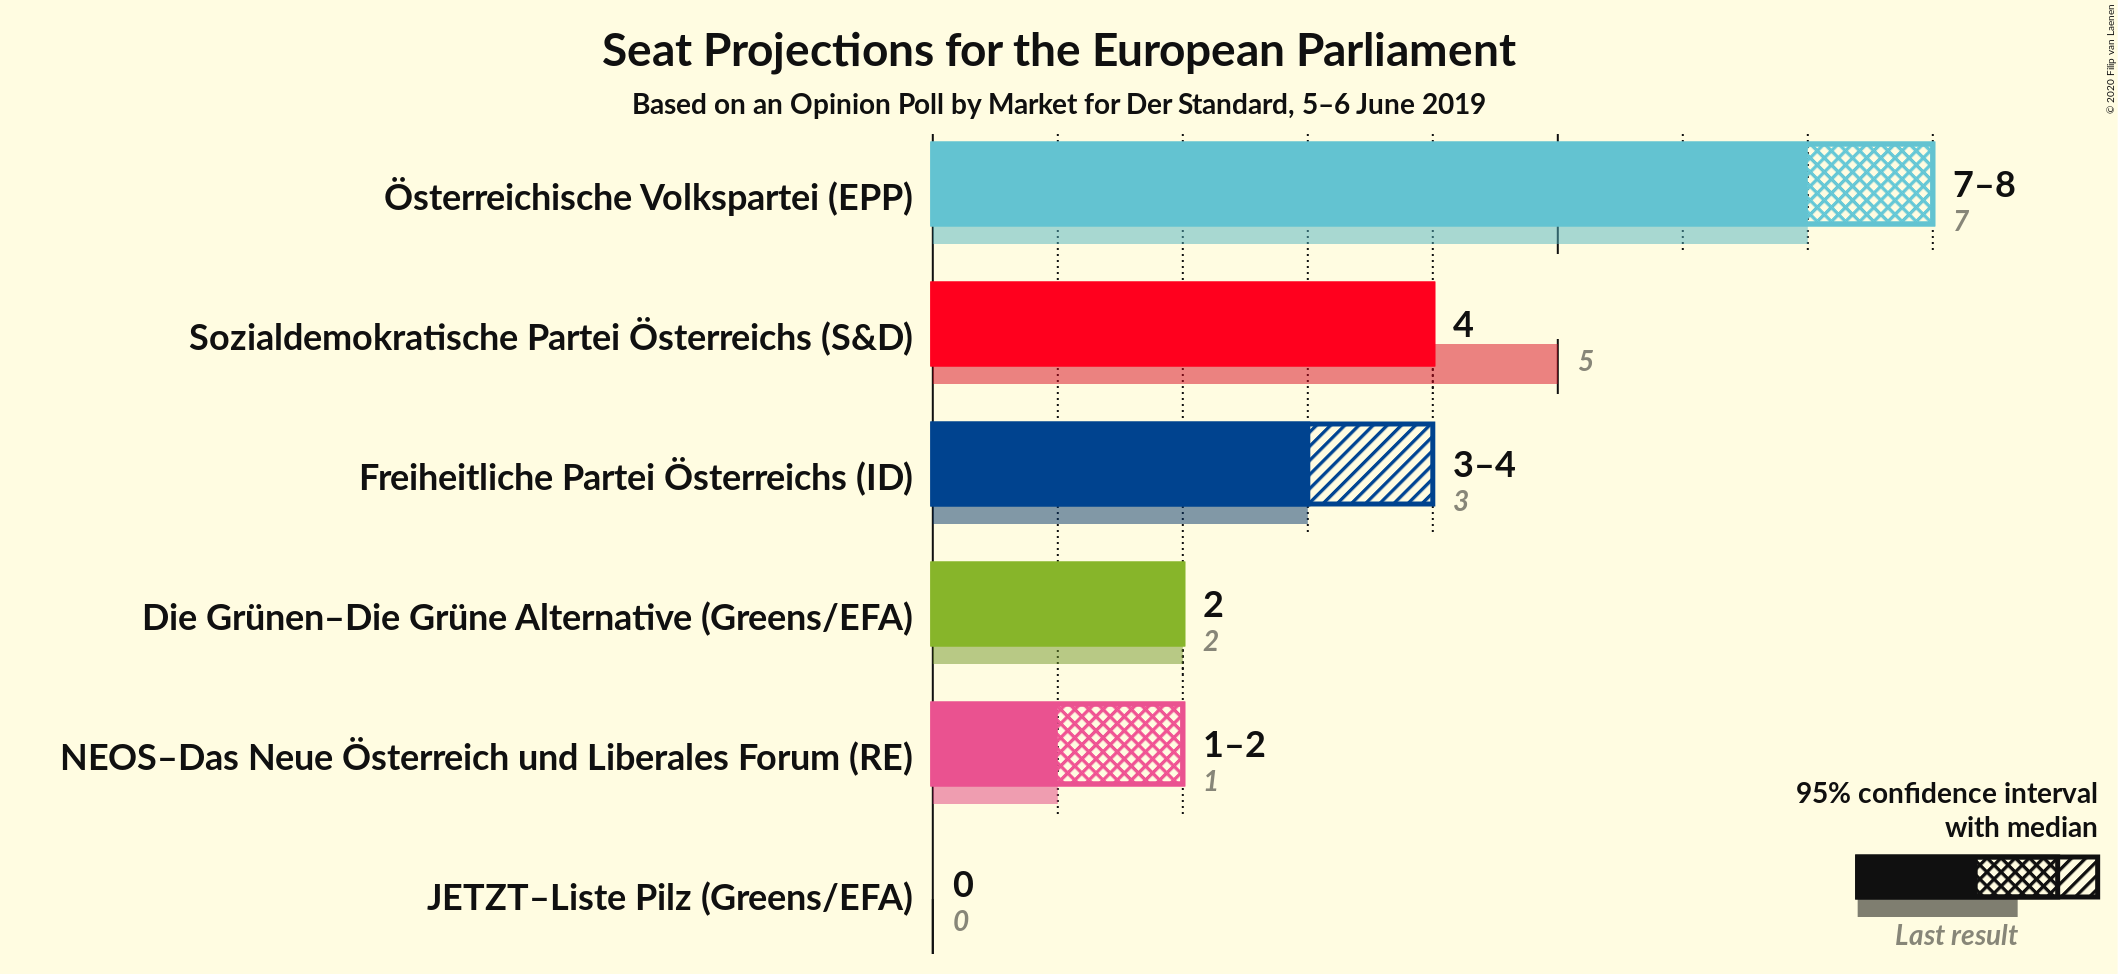 Seat Projections for the European Parliament
Based on an Opinion Poll by Market for Der Standard, 5–6 June 2019
© 2020 Filip van Laenen
Österreichische Volkspartei (EPP)
7–8
7
Sozialdemokratische Partei Österreichs (S&D)
4
5
Freiheitliche Partei Österreichs (ID)
3–4
3
Die Grünen–Die Grüne Alternative (Greens/EFA)
2
2
NEOS–Das Neue Österreich und Liberales Forum (RE)
1–2
1
JETZT–Liste Pilz (Greens/EFA)
0
0
95% confidence interval
with median
Last result